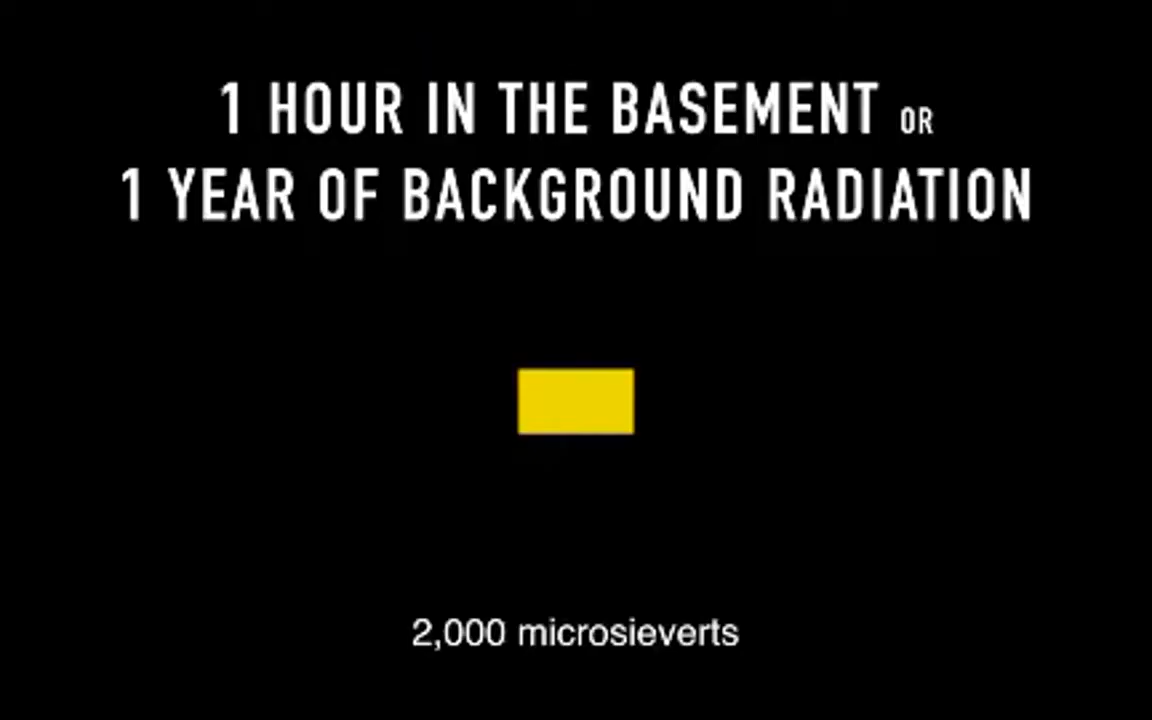 1 HOUR IN THE BASEMENT OR
1 YEAR OF BACKGROUND RADIATION
2,000 microsieverts